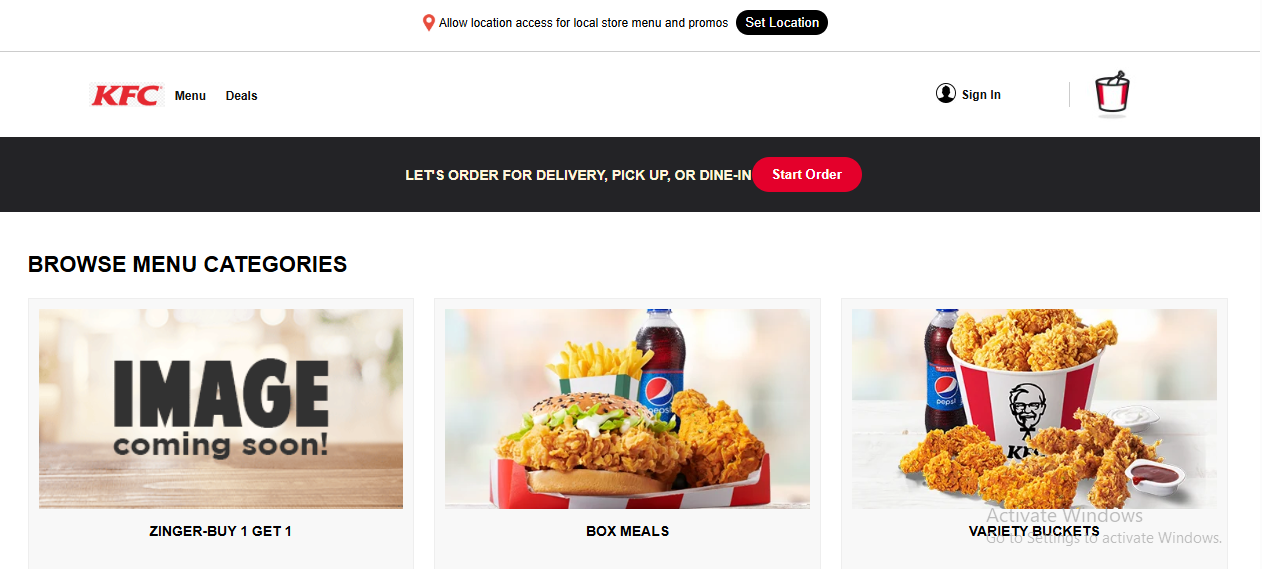 Allow location access for local store menu and promos Set Location
KFC Menu Deals Sign In
LET'S ORDER FOR DELIVERY, PICK UP, OR DINE-IN Start Order
BROWSE MENU CATEGORIES
IMAGE
coming soon!
pepsi
pepsi
KFC
ZINGER-BUY 1 GET 1
BOX MEALS
VARIETY BUCKETS
Activate Windows
Go to Settings to activate Windows.